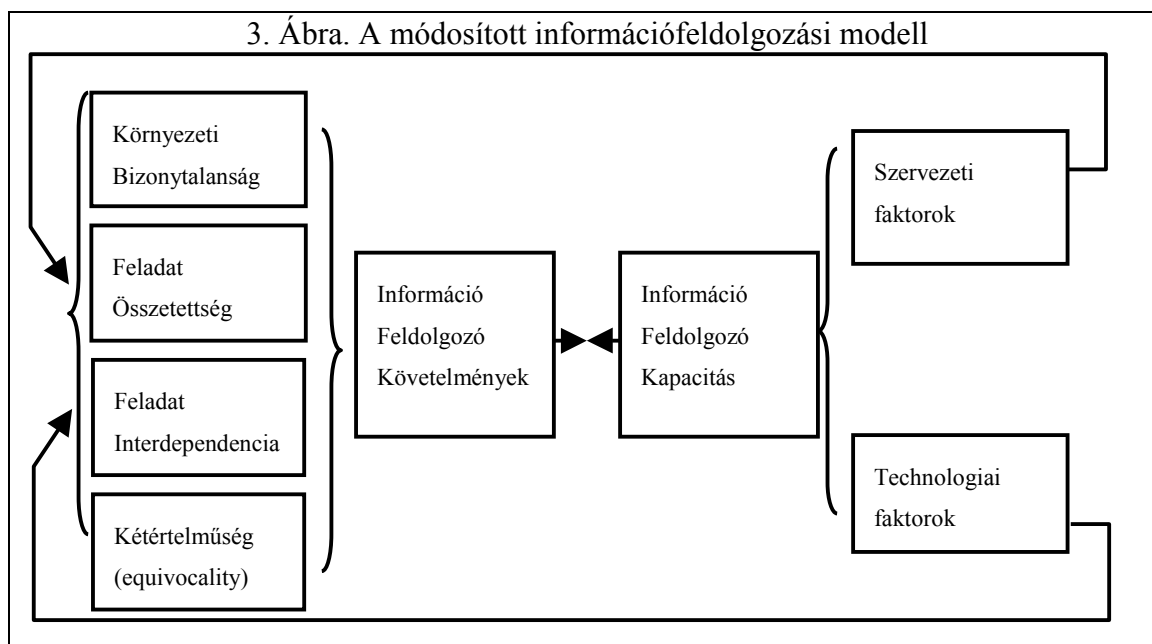 3. Ábra. A módosított információfeldolgozási modell
Környezeti
Bizonytalanság
Feladat
Összetettség
Feladat
Interdependencia
Kétértelműség
(equivocality)
Információ
Feldolgozó
Követelmények
Információ
Feldolgozó
Kapacitás
Szervezeti
faktorok
Technologiai
faktorok